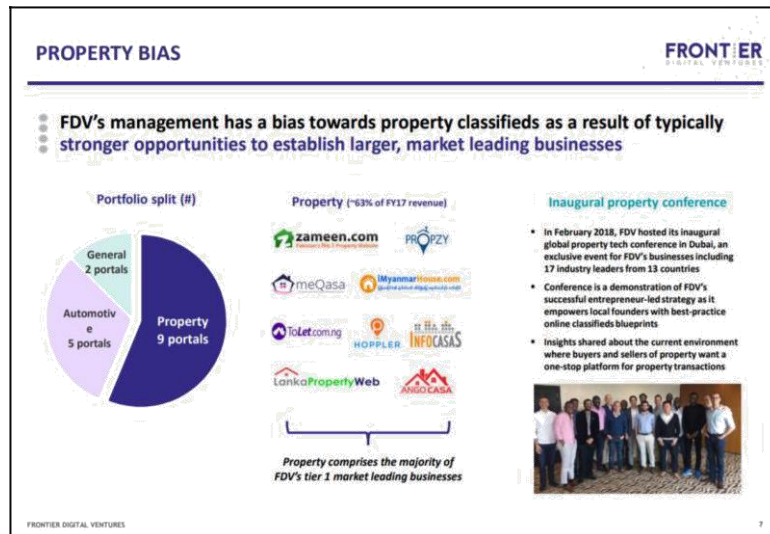 PROPERTY BIAS
FRONTIER
DIGITAL VENTURES
FDV's management has a bias towards property classifieds as a result of typically
stronger opportunities to establish larger, market leading businesses
Portfolio split (#)
General
2 portals
Automotiv
e
5 portals
Property
9 portals
Property (~63% of FY17 revenue)
zameen.com
PROPZY
meQasa
iMyanmarHouse.com
ToLet.com.ng
HOPPLER
INFOCASAS
LankaPropertyWeb
ANGOCASA
Property comprises the majority of
FDV's tier 1 market leading businesses
Inaugural property conference
▪ In February 2018, FDV hosted its inaugural
global property tech conference in Dubai, an
exclusive event for FDV's businesses including
17 industry leaders from 13 countries
▪ Conference is a demonstration of FDV's
successful entrepreneur-led strategy as it
empowers local founders with best-practice
online classifieds blueprints
▪ Insights shared about the current environment
where buyers and sellers of property want a
one-stop platform for property transactions
FRONTIER DIGITAL VENTURES
7